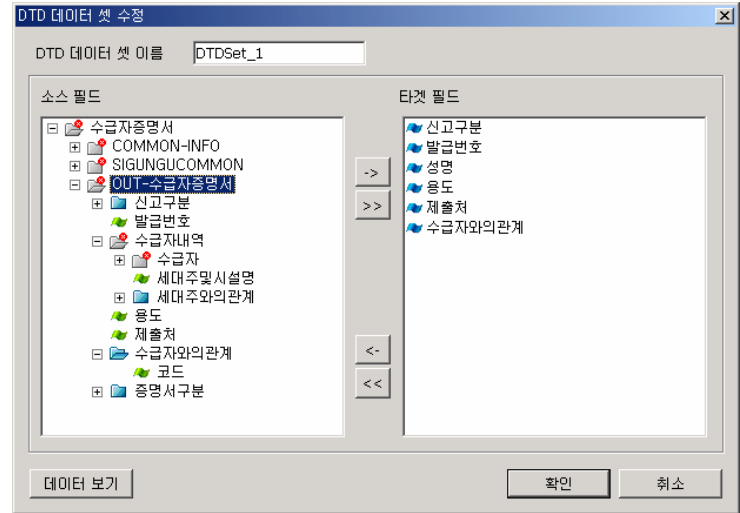 DTD 데이터 셋 수정
DTD 데이터 셋 이름 DTDSet_1
소스 필드
수급자증명서
COMMON-INFO
SIGUNGUCOMMON
OUT-수급자증명서
신고구분
발급번호
수급자내역
수급자
세대주및시설명
세대주와의관계
용도
제출처
수급자와의관계
코드
증명서구분
->
>>
<-
<<
타겟 필드
신고구분
발급번호
성명
용도
제출처
수급자와의관계
데이터 보기
확인
취소